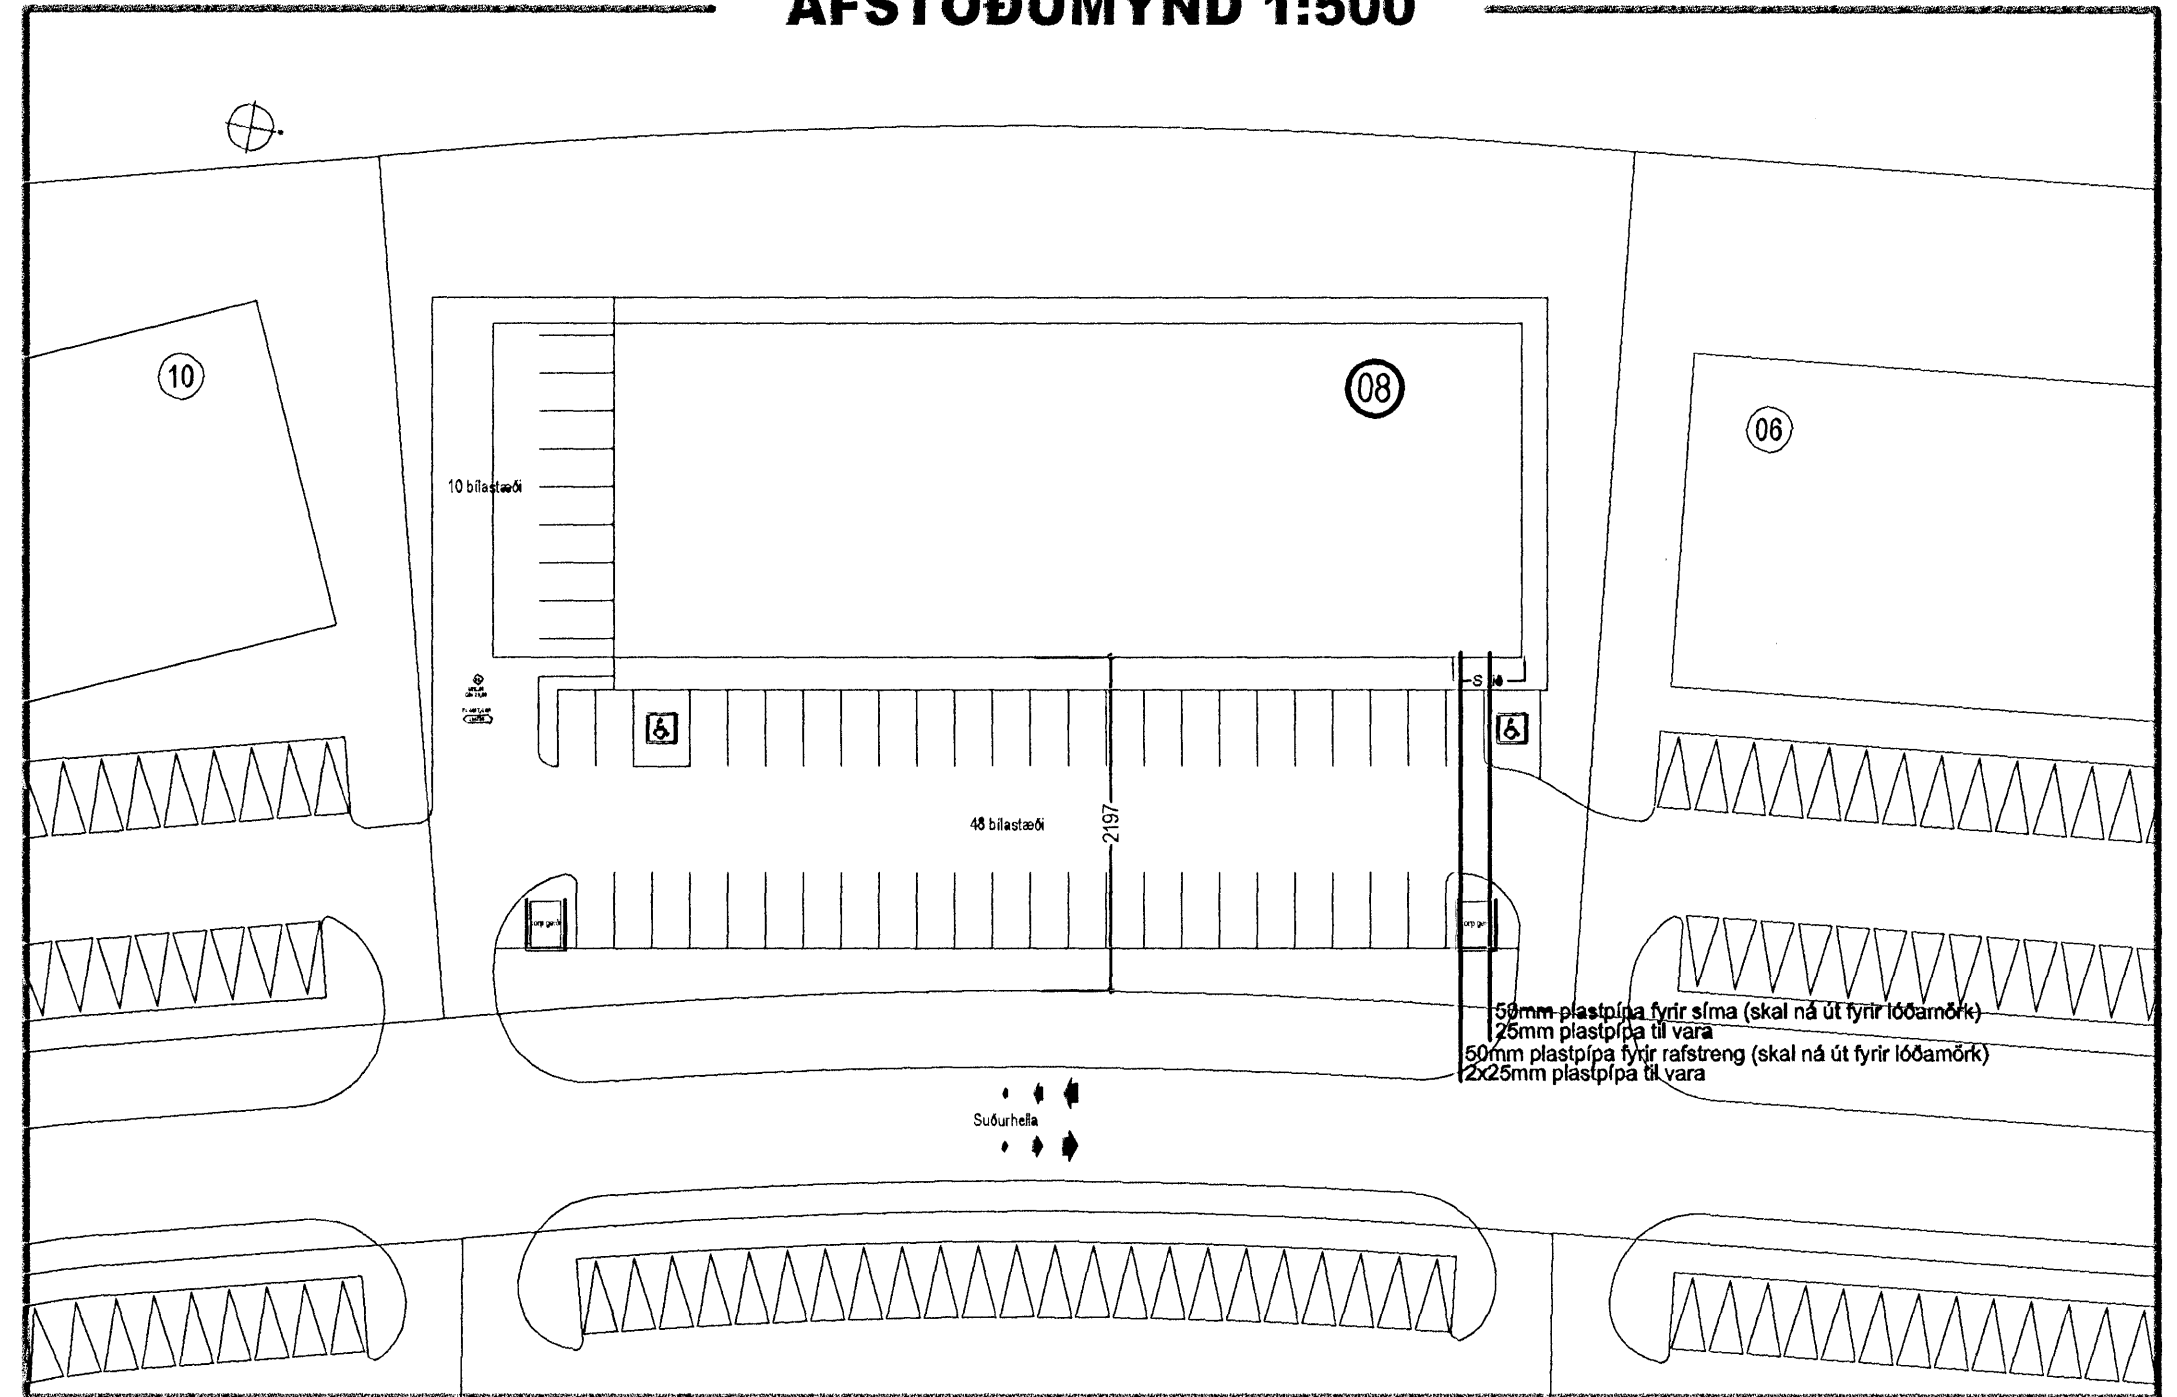 AFSTÖÐUMYND 1:500
10
08
06
10 bílastæði
48 bílastæði
2197
50mm plastpípa fyrir síma (skal ná út fyrir lóðamörk)
25mm plastpípa til vara
50mm plastpípa fyrir rafstreng (skal ná út fyrir lóðamörk)
2x25mm plastpípa til vara
Suðurhella